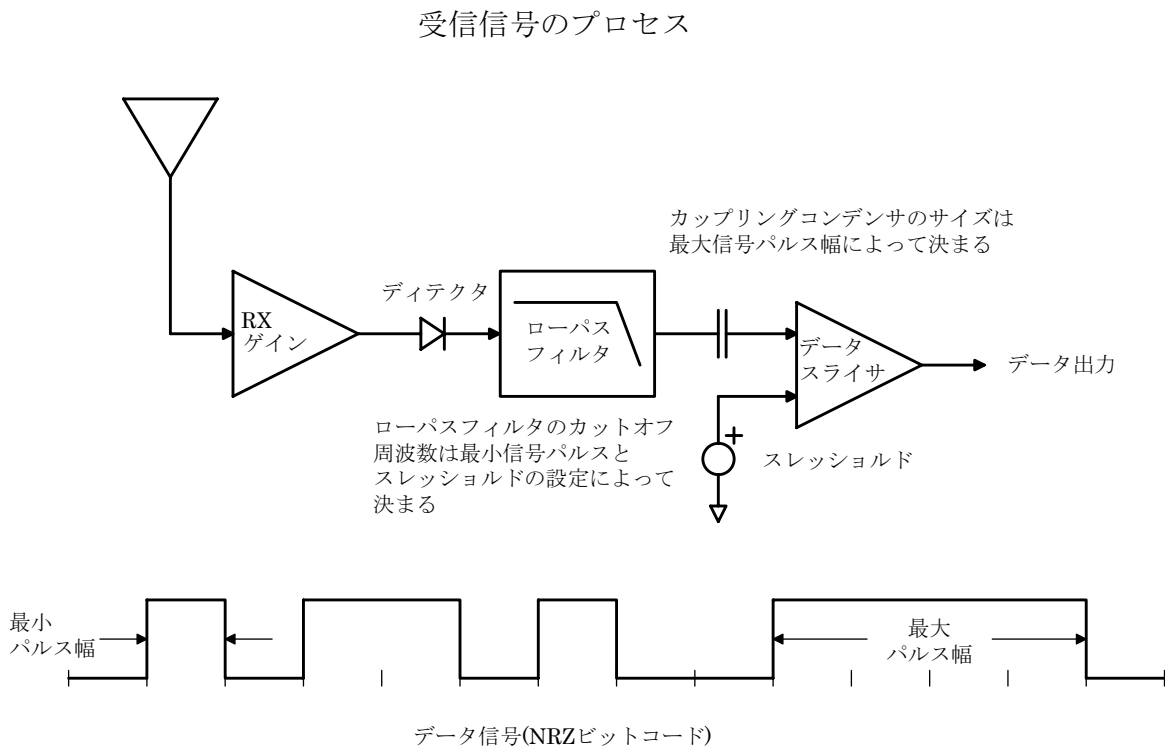 受信信号のプロセス
カップリングコンデンサのサイズは
最大信号パルス幅によって決まる
ディテクタ
RX
ゲイン
ローパス
フィルタ
データ
スライサ
データ出力
ローパスフィルタのカットオフ
周波数は最小信号パルスと
スレッショルドの設定によって
決まる
+
スレッショルド
最小
パルス幅
最大
パルス幅
データ信号(NRZビットコード)